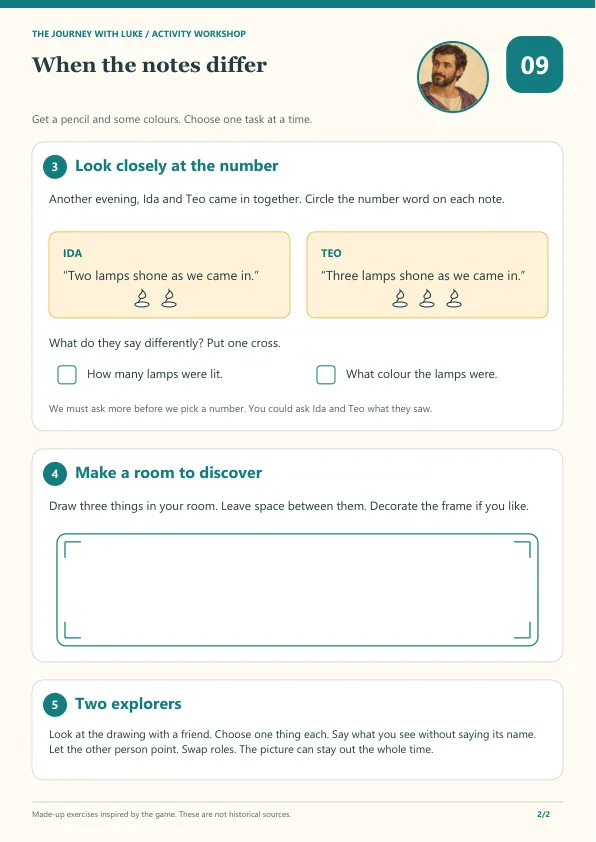 THE JOURNEY WITH LUKE / ACTIVITY WORKSHOP
When the notes differ
09
Get a pencil and some colours. Choose one task at a time.
3 Look closely at the number
Another evening, Ida and Teo came in together. Circle the number word on each note.
IDA
“Two lamps shone as we came in.”
TEO
“Three lamps shone as we came in.”
What do they say differently? Put one cross.
How many lamps were lit.
What colour the lamps were.
We must ask more before we pick a number. You could ask Ida and Teo what they saw.
4 Make a room to discover
Draw three things in your room. Leave space between them. Decorate the frame if you like.
5 Two explorers
Look at the drawing with a friend. Choose one thing each. Say what you see without saying its name.
Let the other person point. Swap roles. The picture can stay out the whole time.
Made-up exercises inspired by the game. These are not historical sources.
2/2